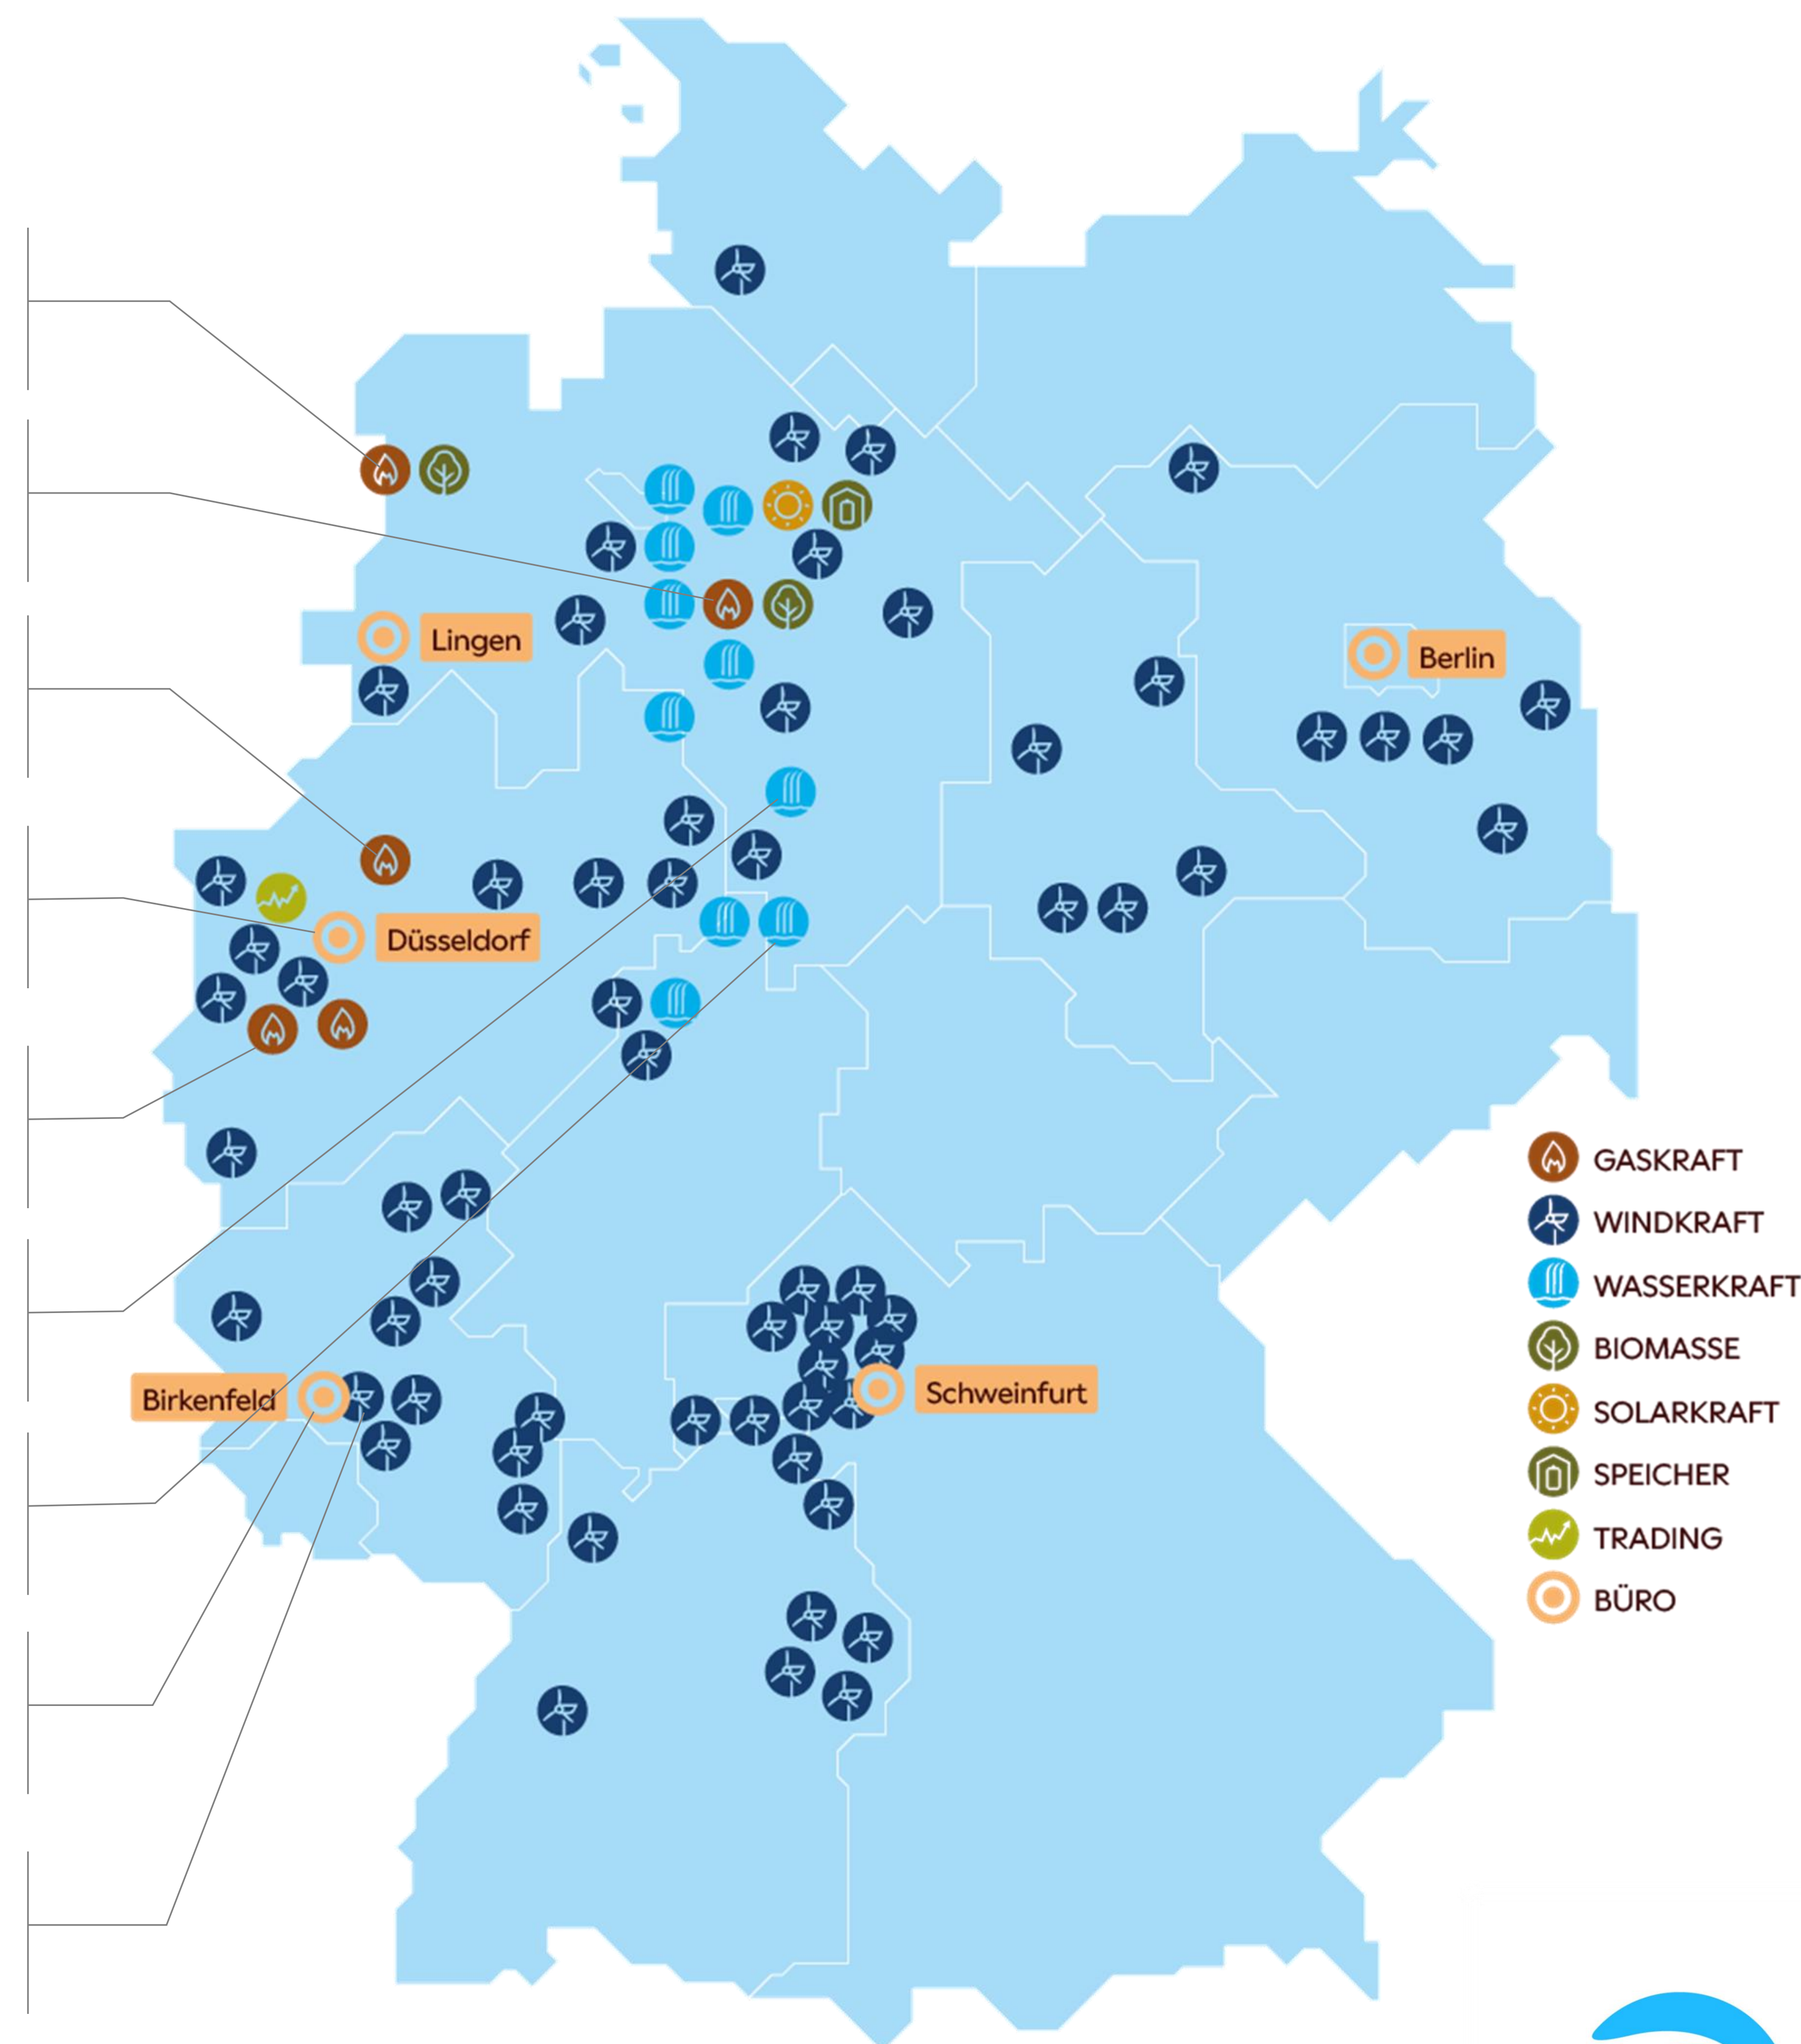 Lingen
Berlin
Düsseldorf
Birkenfeld
Schweinfurt
GASKRAFT
WINDKRAFT
WASSERKRAFT
BIOMASSE
SOLARKRAFT
SPEICHER
TRADING
BÜRO